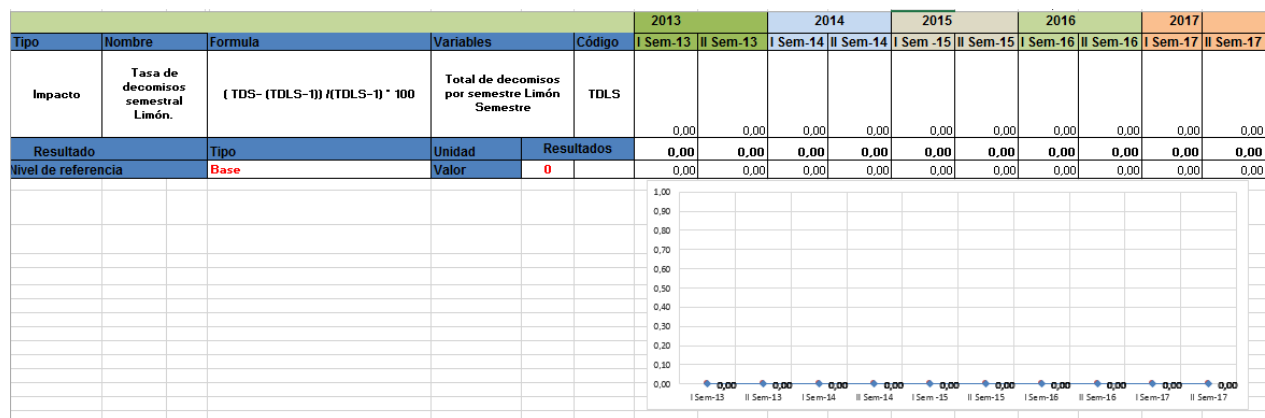 2013 2014 2015 2016 2017
Tipo Nombre Formula Variables Código I Sem-13 II Sem-13 I Sem-14 II Sem-14 I Sem -15 II Sem-15 I Sem-16 II Sem-16 I Sem-17 II Sem-17
Impacto
Tasa de
decomisos
semestral
Limón.
( TDS- (TDLS-1)) /(TDLS-1) * 100
Total de decomisos
por semestre Limón
Semestre
TDLS
0,00 0,00 0,00 0,00 0,00 0,00 0,00 0,00 0,00 0,00
Resultado Tipo Unidad Resultados 0,00 0,00 0,00 0,00 0,00 0,00 0,00 0,00 0,00 0,00
Nivel de referencia Base Valor 0 0,00 0,00 0,00 0,00 0,00 0,00 0,00 0,00 0,00 0,00
1,00
0,90
0,80
0,70
0,60
0,50
0,40
0,30
0,20
0,10
0,00 0,00 0,00 0,00 0,00 0,00 0,00 0,00 0,00 0,00 0,00
I Sem-13 II Sem-13 I Sem-14 II Sem-14 I Sem -15 II Sem-15 I Sem-16 II Sem-16 I Sem-17 II Sem-17